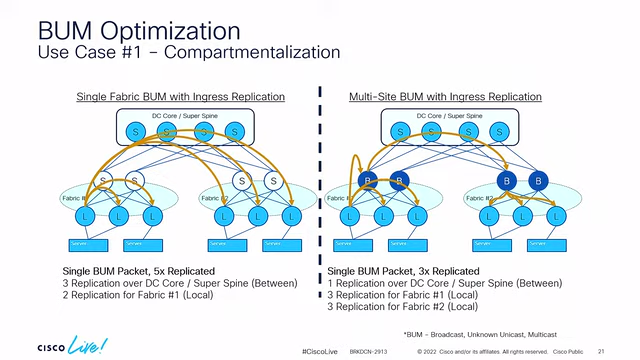 BUM Optimization
Use Case #1 – Compartmentalization
Single Fabric BUM with Ingress Replication
Multi-Site BUM with Ingress Replication
DC Core / Super Spine
S S S S
DC Core / Super Spine
S S S S
S S S S
B B B B
Fabric #
L L L
L L L
Fabric #
L L L
Fabric #2
L L L
Server Server Server Server
Server Server Server Server
Single BUM Packet, 5x Replicated
3 Replication over DC Core / Super Spine (Between)
2 Replication for Fabric #1 (Local)
Single BUM Packet, 3x Replicated
1 Replication over DC Core / Super Spine (Between)
3 Replication for Fabric #1 (Local)
3 Replication for Fabric #2 (Local)
*BUM – Broadcast, Unknown Unicast, Multicast
CISCO Live!
#CiscoLive
BRKDCN-2913
© 2022 Cisco and/or its affiliates. All rights reserved. Cisco Public
21